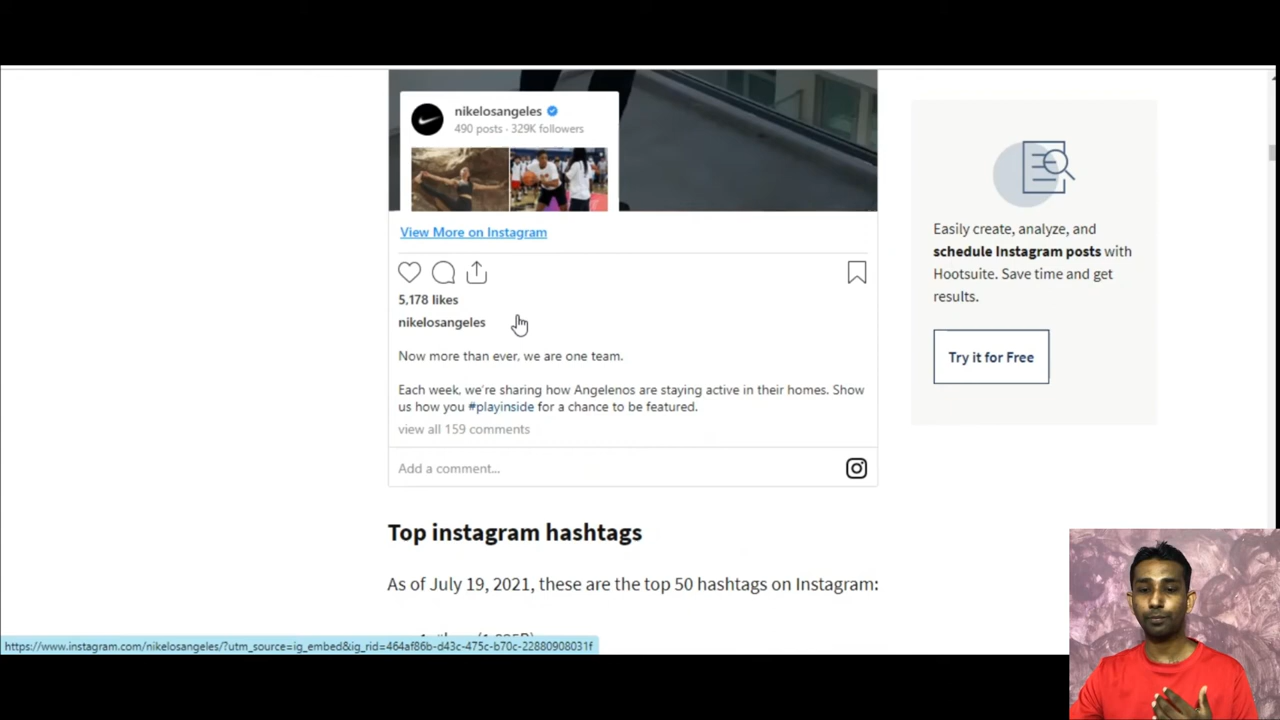 nikelosangeles
490 posts · 329K followers
View More on Instagram
5,178 likes
nikelosangeles
Now more than ever, we are one team.
Each week, we're sharing how Angelenos are staying active in their homes. Show
us how you #playinside for a chance to be featured.
view all 159 comments
Add a comment...
Top instagram hashtags
As of July 19, 2021, these are the top 50 hashtags on Instagram:
https://www.instagram.com/nikelosangeles/?utm_source=ig_embed&ig_rid=464af86b-d43c-475c-b70c-22880908031f
Easily create, analyze, and
schedule Instagram posts with
Hootsuite. Save time and get
results.
Try it for Free